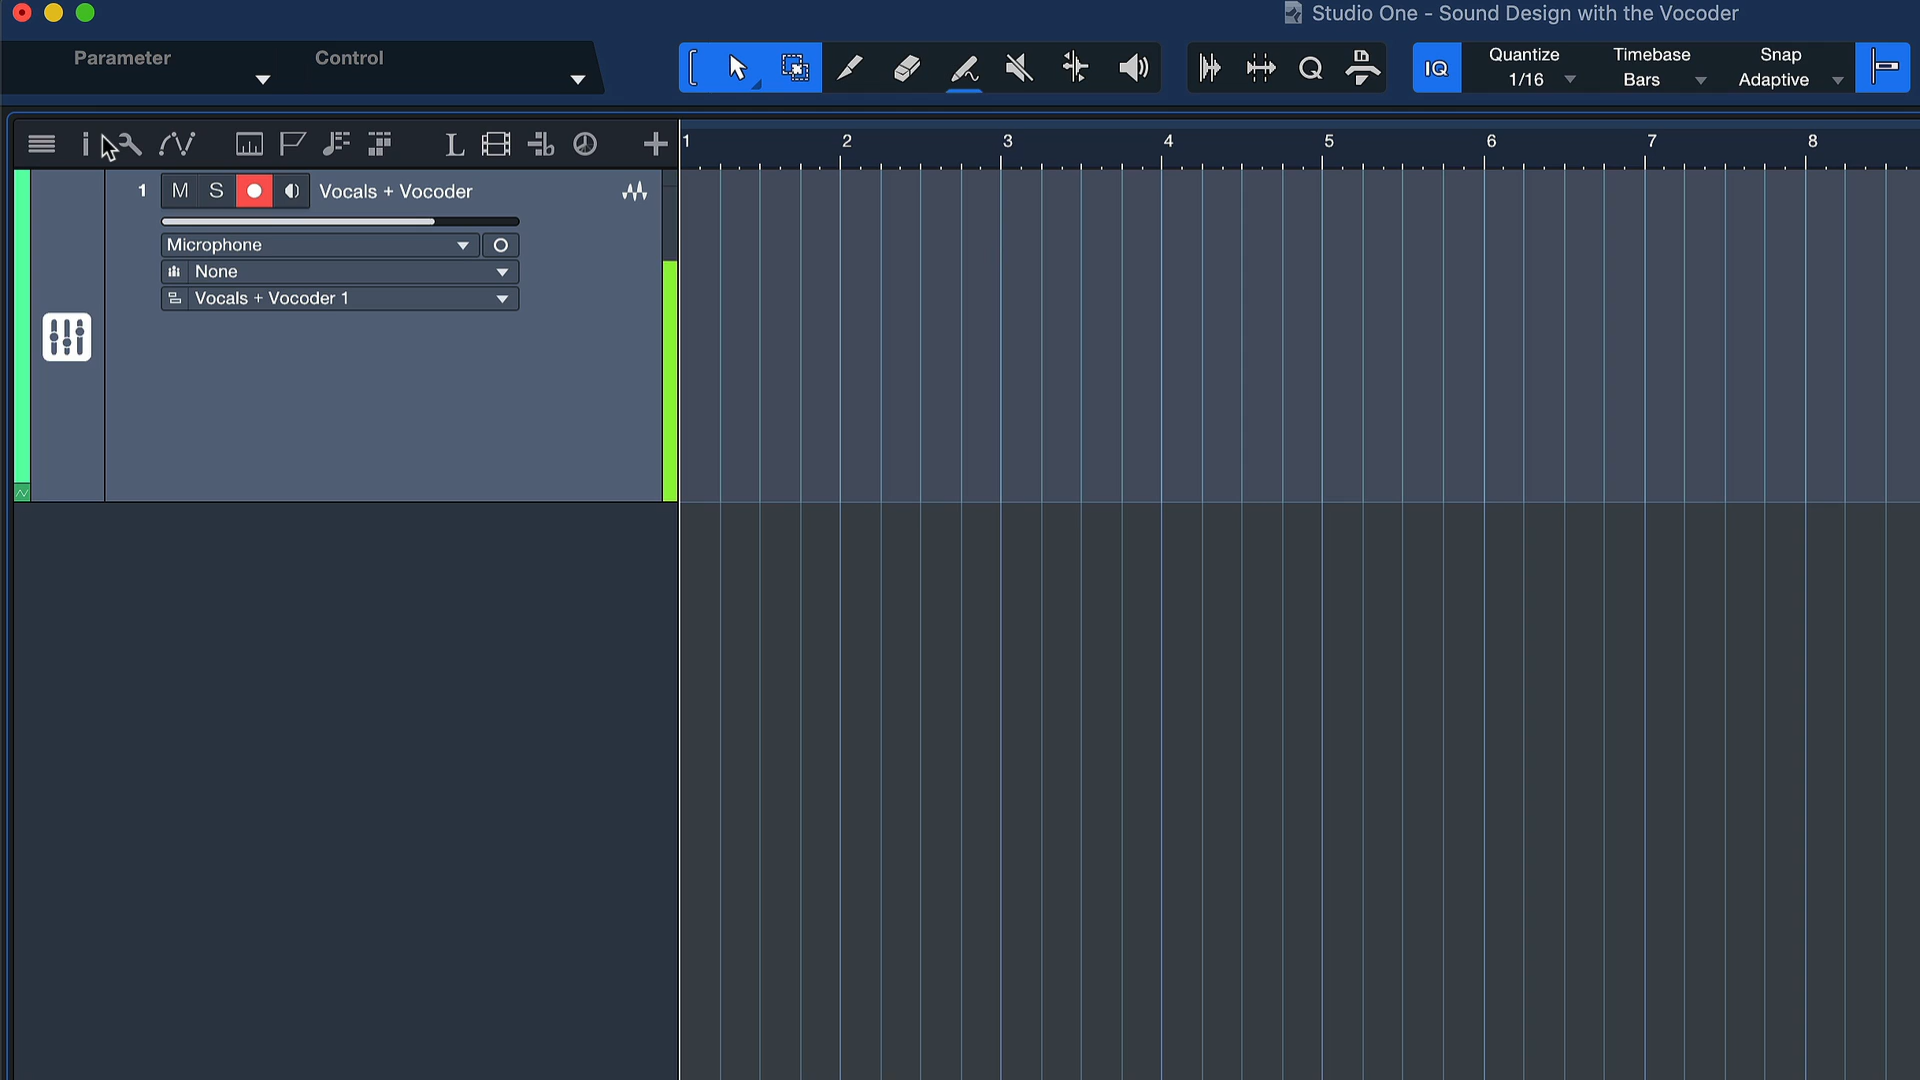 Studio One - Sound Design with the Vocoder
Parameter
Control
IQ
Quantize
1/16
Timebase
Bars
Snap
Adaptive
1 2 3 4 5 6 7 8
1 M S Vocals + Vocoder
Microphone
None
Vocals + Vocoder 1